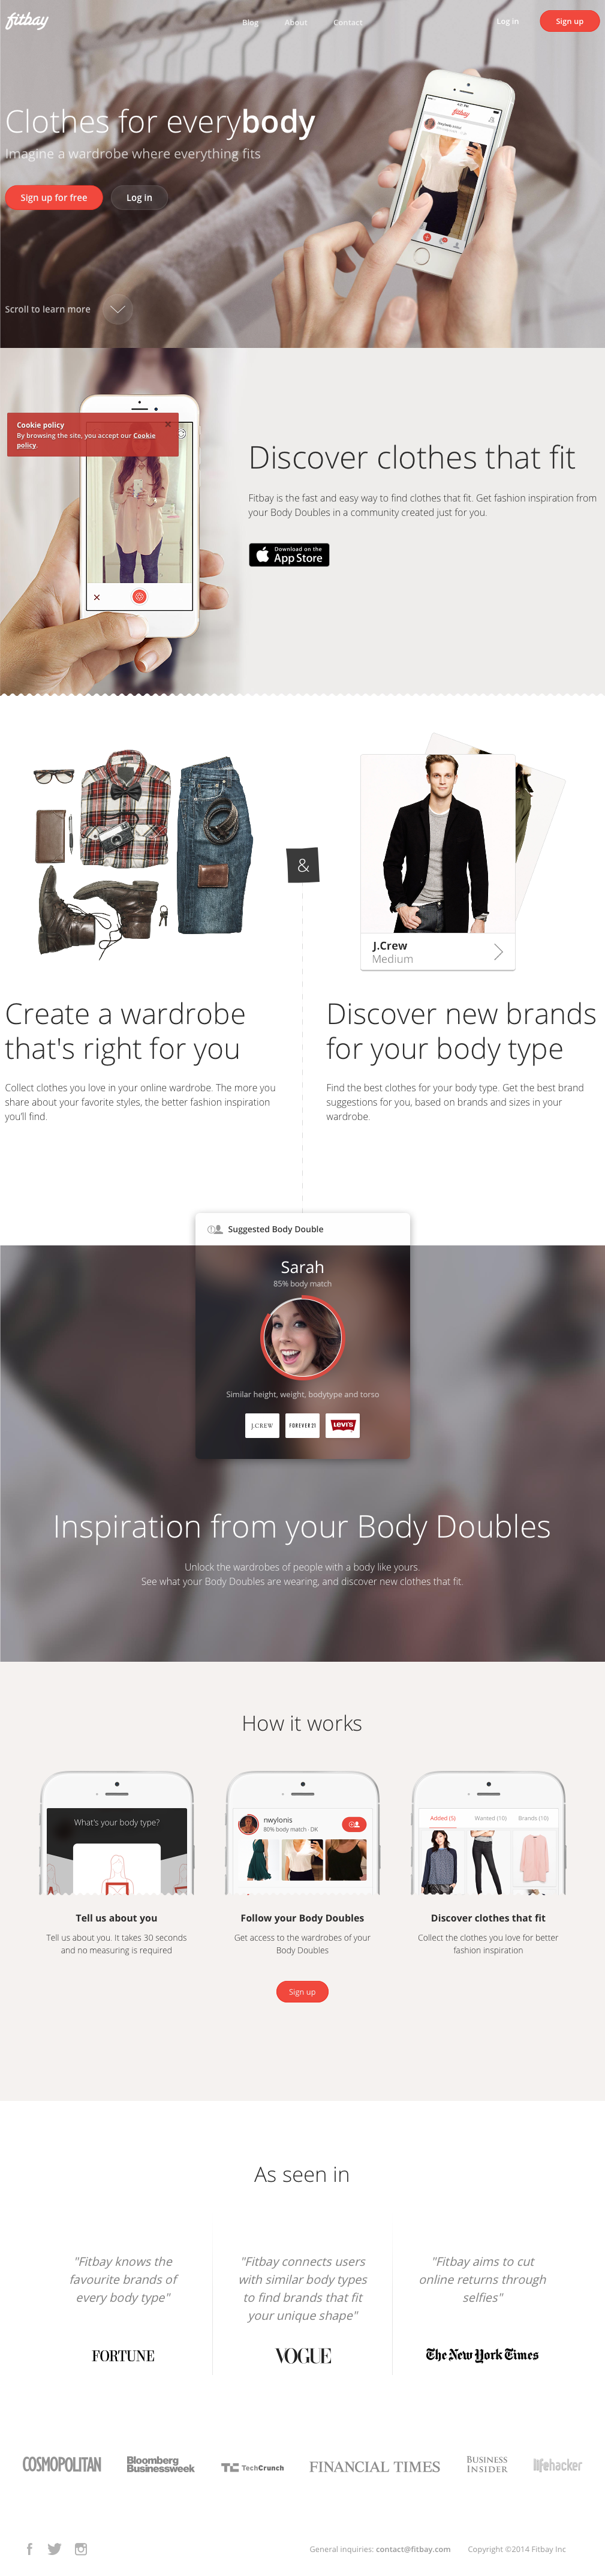 fitbay
Blog About Contact
Log in
Sign up
Clothes for everybody
Imagine a wardrobe where everything fits
Sign up for free
Log in
Scroll to learn more
fitbay
Cookie policy
By browsing the site, you accept our Cookie
policy.
Discover clothes that fit
Fitbay is the fast and easy way to find clothes that fit. Get fashion inspiration from
your Body Doubles in a community created just for you.
Download on the
App Store
&
J.Crew
Medium
Create a wardrobe
that's right for you
Collect clothes you love in your online wardrobe. The more you
share about your favorite styles, the better fashion inspiration
you'll find.
Discover new brands
for your body type
Find the best clothes for your body type. Get the best brand
suggestions for you, based on brands and sizes in your
wardrobe.
Suggested Body Double
Sarah
85% body match
Similar height, weight, bodytype and torso
J.CREW
FOREVER 21
LEVI'S
Inspiration from your Body Doubles
Unlock the wardrobes of people with a body like yours.
See what your Body Doubles are wearing, and discover new clothes that fit.
How it works
What's your body type?
nwylonis
80% body match · DK
Added (5) Wanted (10) Brands (10)
Tell us about you
Tell us about you. It takes 30 seconds
and no measuring is required
Follow your Body Doubles
Get access to the wardrobes of your
Body Doubles
Discover clothes that fit
Collect the clothes you love for better
fashion inspiration
Sign up
As seen in
"Fitbay knows the
favourite brands of
every body type"
FORTUNE
"Fitbay connects users
with similar body types
to find brands that fit
your unique shape"
VOGUE
"Fitbay aims to cut
online returns through
selfies"
The New York Times
COSMOPOLITAN
Bloomberg
Businessweek
TC TechCrunch
FINANCIAL TIMES
BUSINESS
INSIDER
lifehacker
General inquiries: contact@fitbay.com
Copyright ©2014 Fitbay Inc